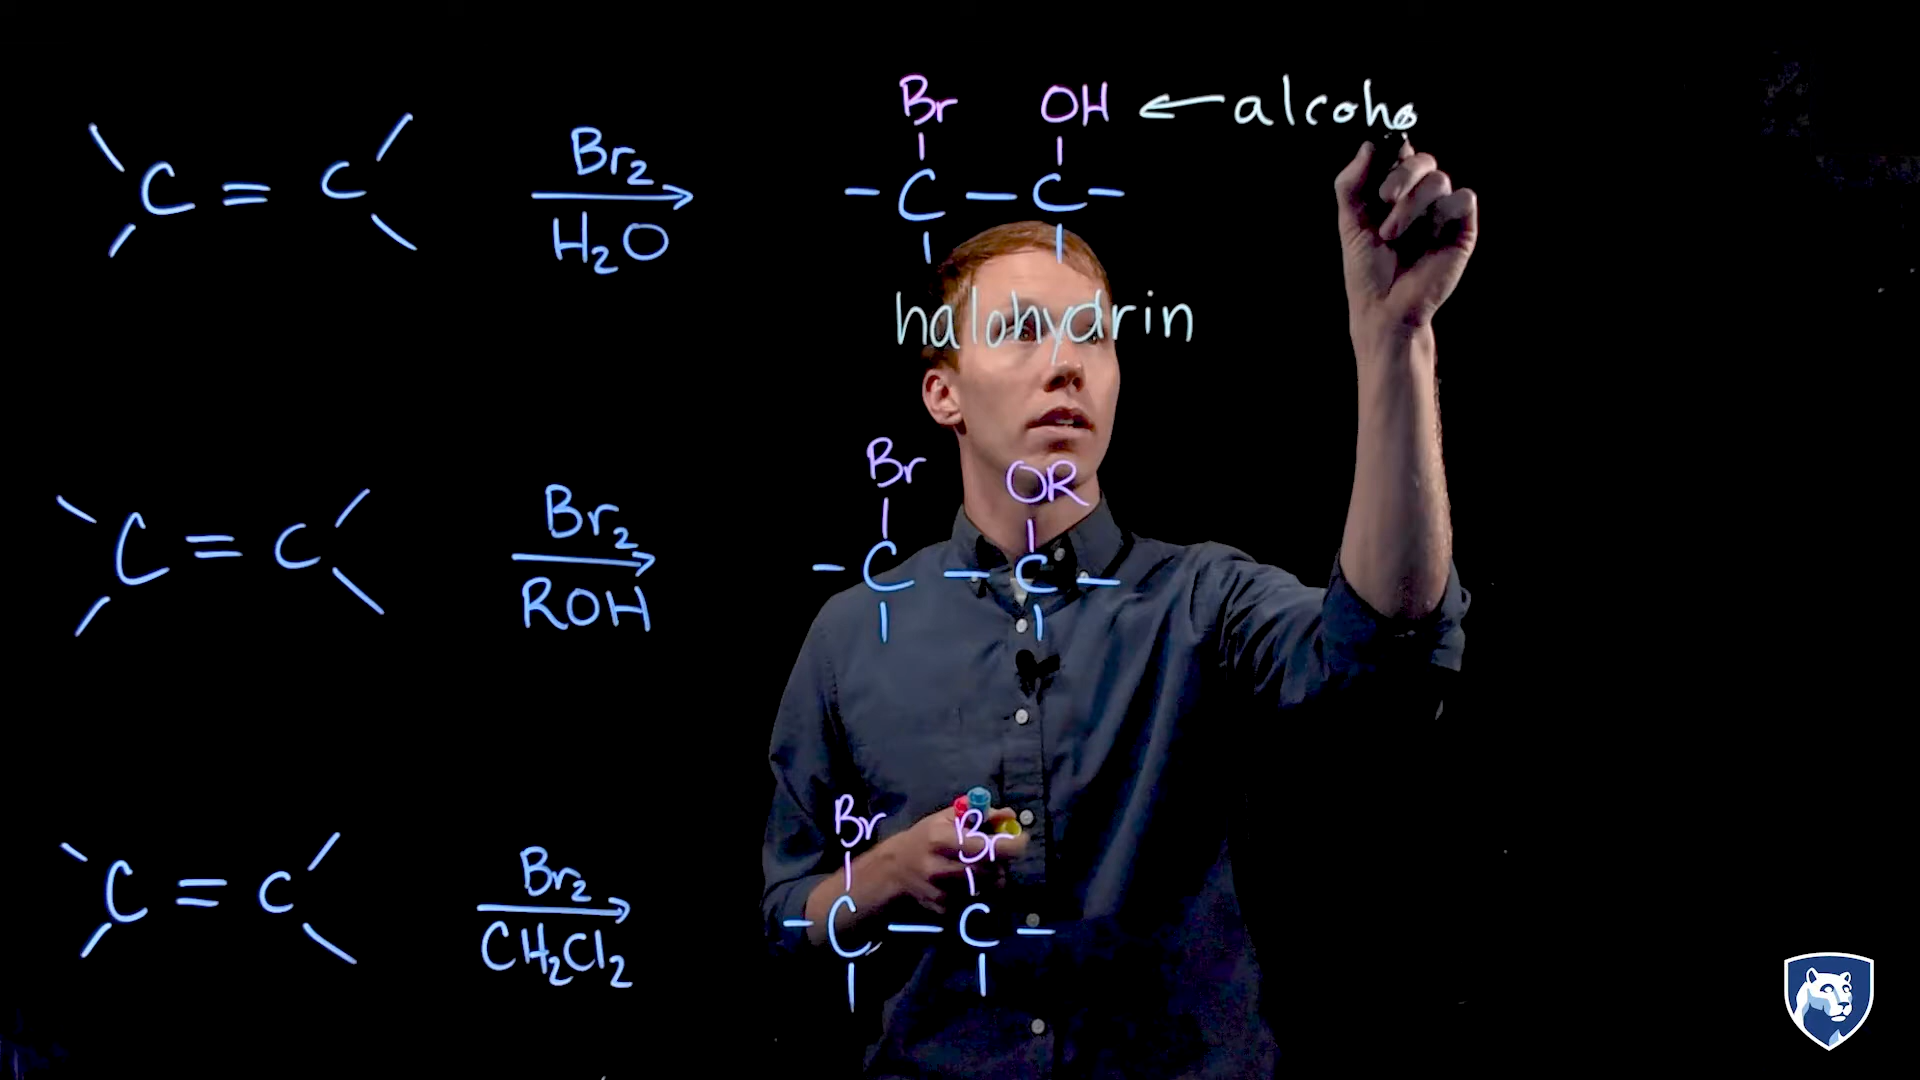 Br OH ← alcoho
C = C Br₂ — C — C —
H₂O
halohydrin
Br OR
C = C Br₂ — C — C —
ROH
Br Br
C = C Br₂ — C — C —
CH₂Cl₂